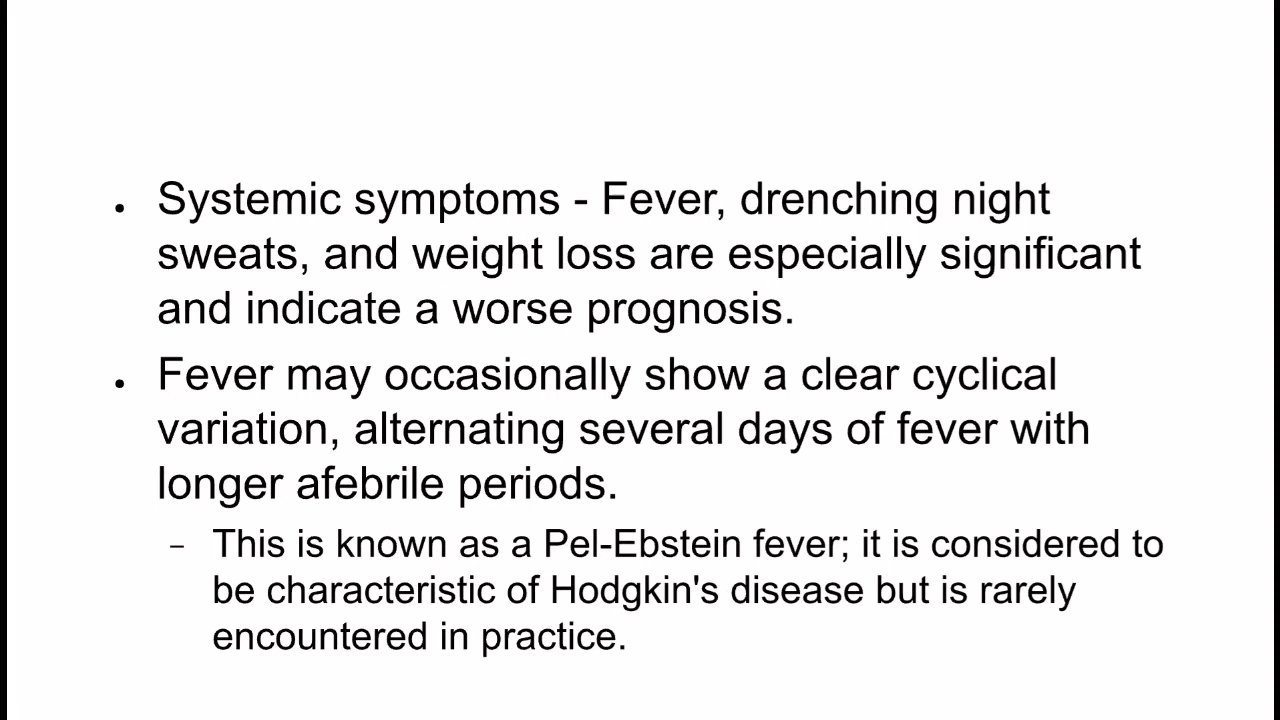 • Systemic symptoms - Fever, drenching night
sweats, and weight loss are especially significant
and indicate a worse prognosis.
• Fever may occasionally show a clear cyclical
variation, alternating several days of fever with
longer afebrile periods.
– This is known as a Pel-Ebstein fever; it is considered to
be characteristic of Hodgkin's disease but is rarely
encountered in practice.